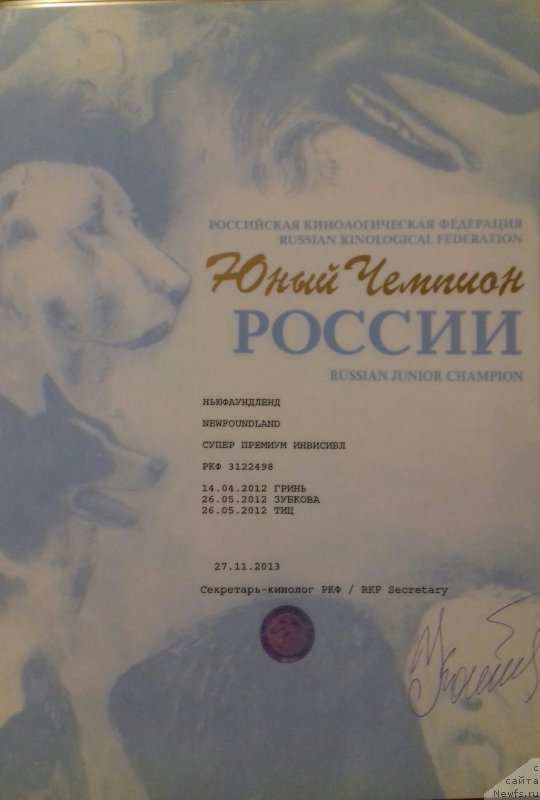 РОССИЙСКАЯ КИНОЛОГИЧЕСКАЯ ФЕДЕРАЦИЯ
RUSSIAN KINOLOGICAL FEDERATION
Юный Чемпион
РОССИИ
RUSSIAN JUNIOR CHAMPION
НЬЮФАУНДЛЕНД
NEWFOUNDLAND
СУПЕР ПРЕМИУМ ИНВИСИБЛ
РКФ 3122498
14.04.2012 ГРИНЬ
26.05.2012 ЗУБКОВА
26.05.2012 ТИЦ
27.11.2013
Секретарь-кинолог РКФ / RKF Secretary
с
сайта
Newfs.ru